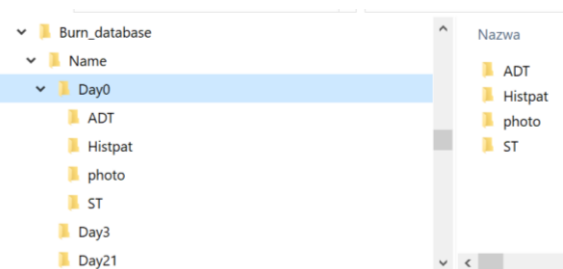 Burn_database
Name
Day0
ADT
Histpat
photo
ST
Day3
Day21
Nazwa
ADT
Histpat
photo
ST